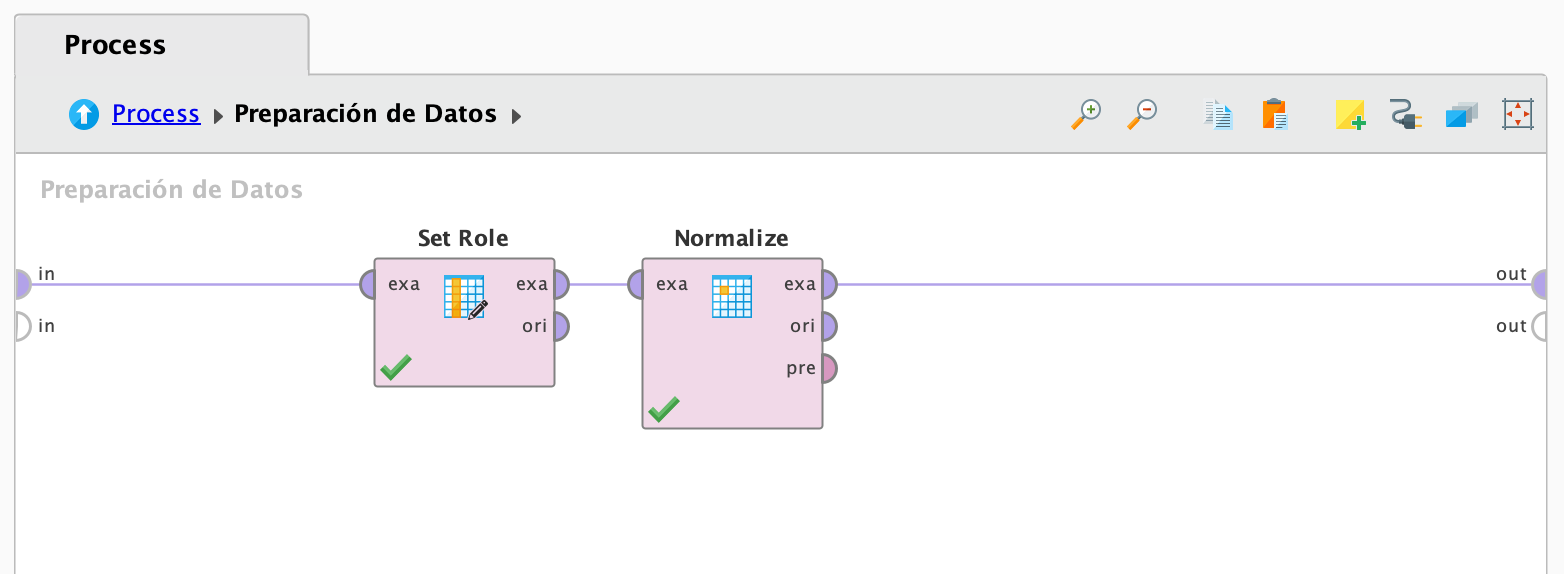 Process
Process Preparación de Datos
Preparación de Datos
Set Role Normalize
in exa exa exa exa out
in ori ori out
pre